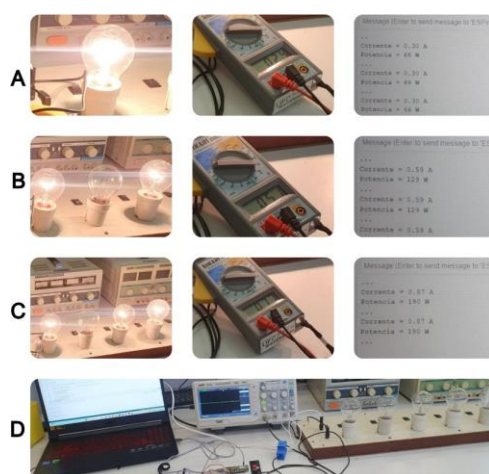 A
Message (Enter to send message to 'ESP
...
Corrente = 0.30 A
Potencia = 66 W
...
Corrente = 0.30 A
Potencia = 66 W
...
Corrente = 0.30 A
Potencia = 66 W
B
Message (Enter to send message to 'ES
...
Corrente = 0.59 A
Potencia = 129 W
...
Corrente = 0.59 A
Potencia = 129 W
...
Corrente = 0.59 A
C
Message (Enter to send message to 'E
...
Corrente = 0.87 A
Potencia = 190 W
...
Corrente = 0.87 A
Potencia = 190 W
...
D